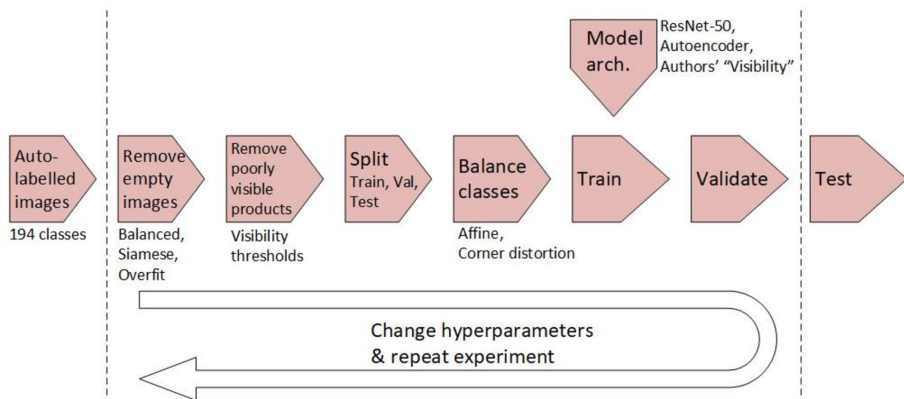 Model
arch.
ResNet-50,
Autoencoder,
Authors' “Visibility”
Auto-
labelled
images
194 classes
Remove
empty
images
Balanced,
Siamese,
Overfit
Remove
poorly
visible
products
Visibility
thresholds
Split
Train, Val,
Test
Balance
classes
Affine,
Corner distortion
Train
Validate
Test
Change hyperparameters
& repeat experiment